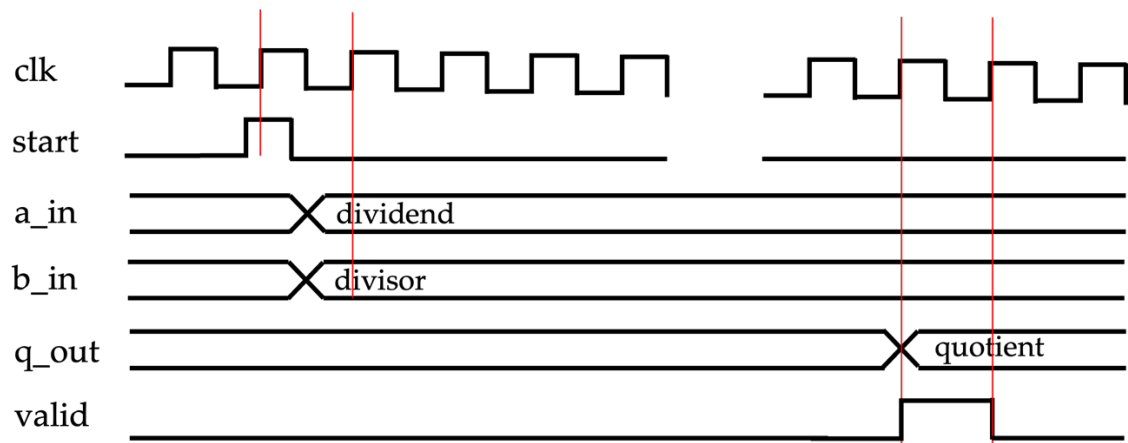 clk
start
a_in dividend
b_in divisor
q_out quotient
valid